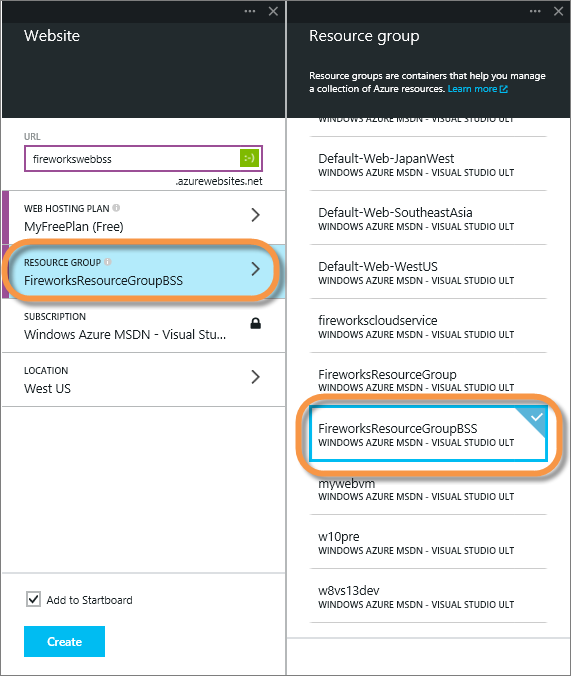 Website
URL
fireworkswebbss
:-)
.azurewebsites.net
WEB HOSTING PLAN
MyFreePlan (Free)
RESOURCE GROUP
FireworksResourceGroupBSS
SUBSCRIPTION
Windows Azure MSDN - Visual Stu...
LOCATION
West US
Add to Startboard
Create
Resource group
Resource groups are containers that help you manage
a collection of Azure resources. Learn more
WINDOWS AZURE MSDN - VISUAL STUDIO ULT
Default-Web-JapanWest
WINDOWS AZURE MSDN - VISUAL STUDIO ULT
Default-Web-SoutheastAsia
WINDOWS AZURE MSDN - VISUAL STUDIO ULT
Default-Web-WestUS
WINDOWS AZURE MSDN - VISUAL STUDIO ULT
fireworkscloudservice
WINDOWS AZURE MSDN - VISUAL STUDIO ULT
FireworksResourceGroup
WINDOWS AZURE MSDN - VISUAL STUDIO ULT
FireworksResourceGroupBSS
WINDOWS AZURE MSDN - VISUAL STUDIO ULT
mywebvm
WINDOWS AZURE MSDN - VISUAL STUDIO ULT
w10pre
WINDOWS AZURE MSDN - VISUAL STUDIO ULT
w8vs13dev
WINDOWS AZURE MSDN - VISUAL STUDIO ULT